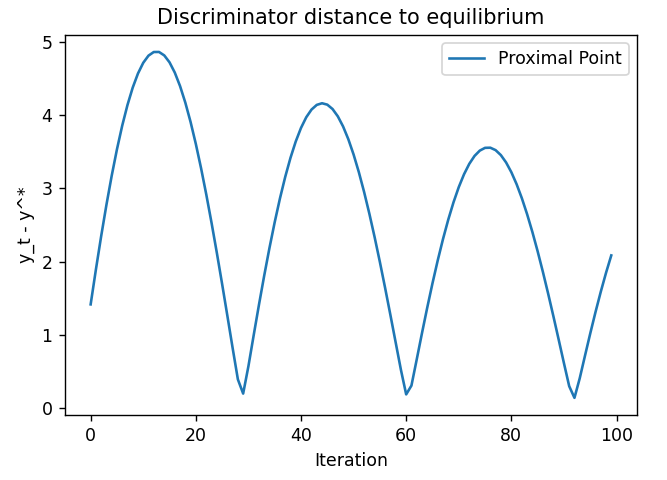 Discriminator distance to equilibrium
Proximal Point
y_t - y^*
5
4
3
2
1
0
0 20 40 60 80 100
Iteration